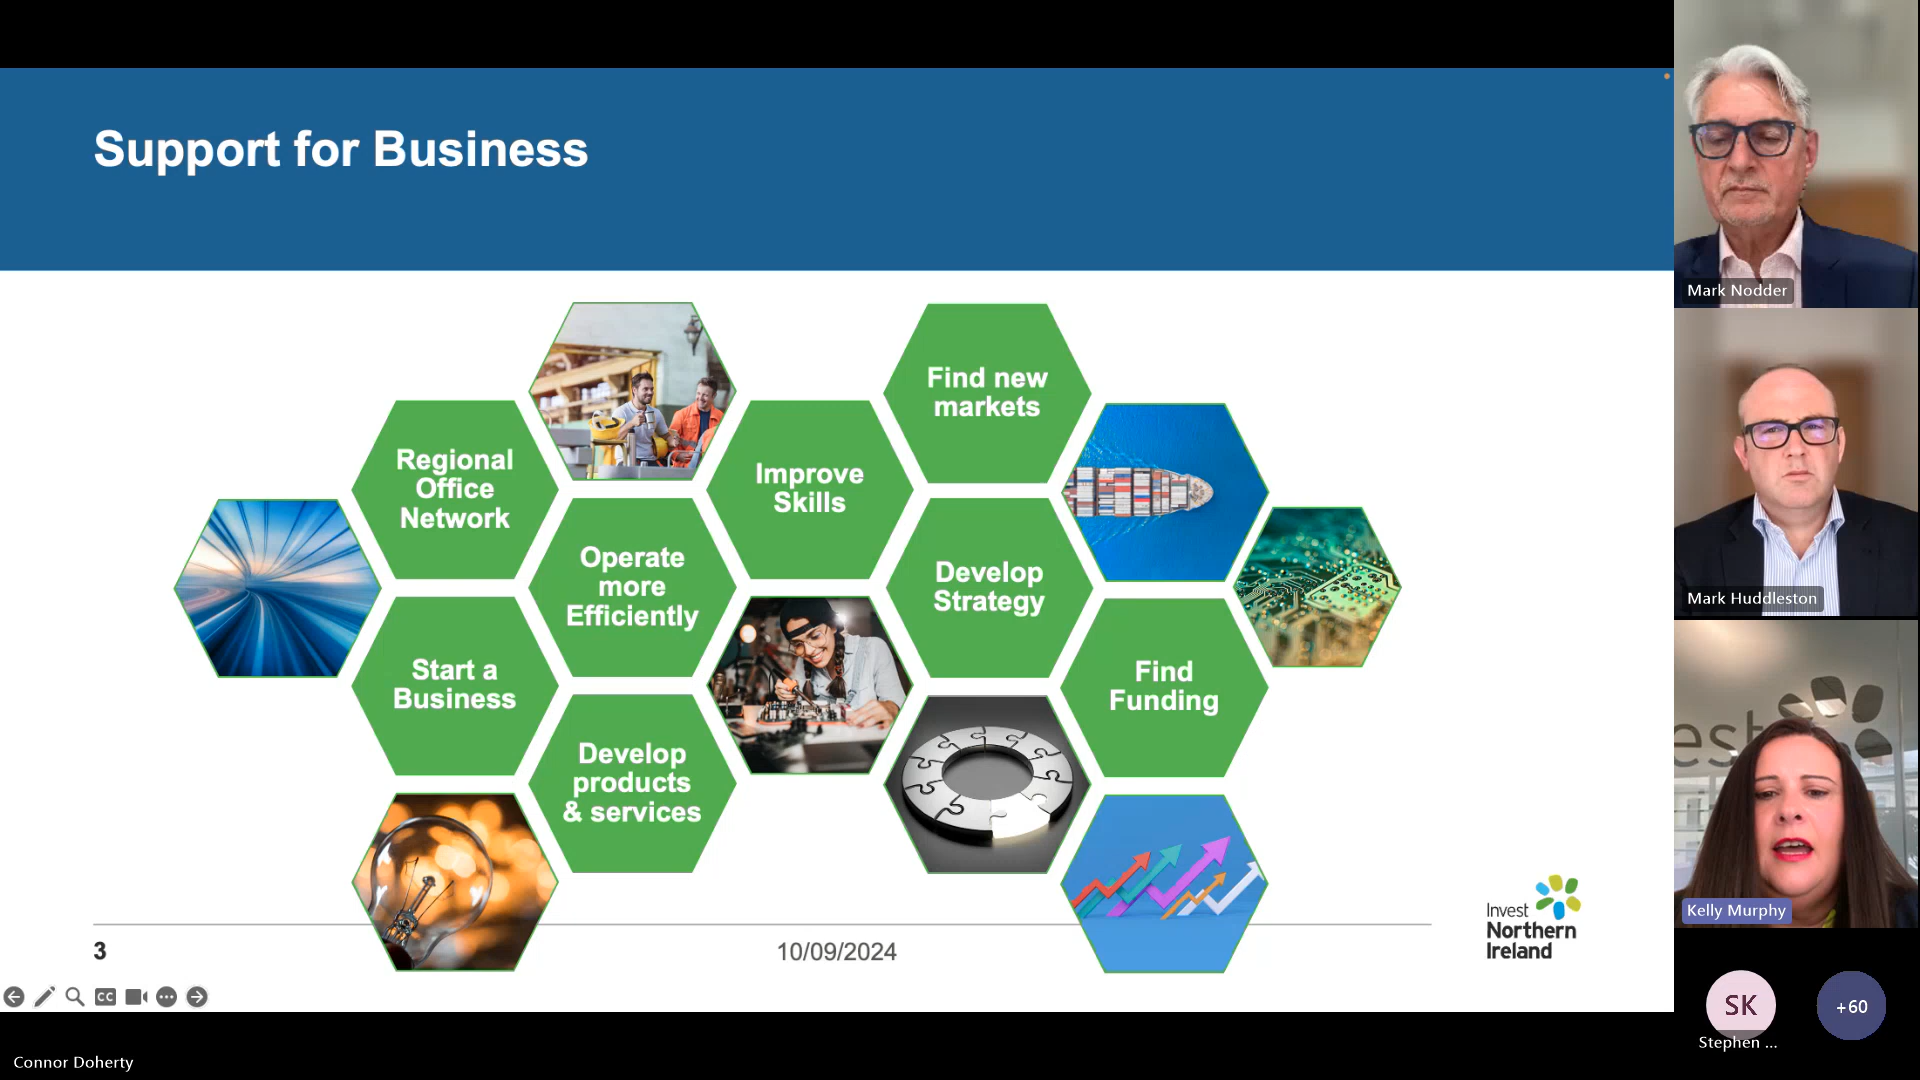 Support for Business
Find new
markets
Regional
Office
Network
Improve
Skills
Operate
more
Efficiently
Develop
Strategy
Start a
Business
Find
Funding
Develop
products
& services
3
10/09/2024
Invest
Northern
Ireland
CC
Connor Doherty
Mark Nodder
Mark Huddleston
est
Kelly Murphy
SK
Stephen ...
+60